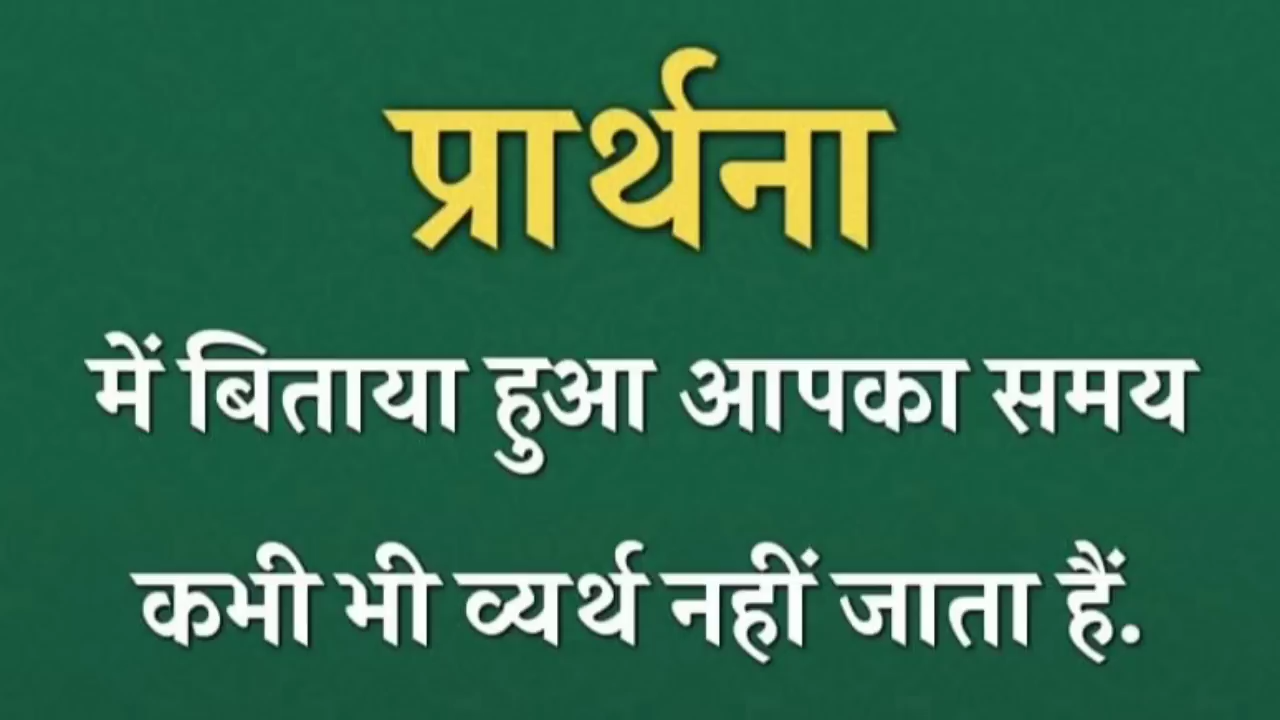 प्रार्थना
में बिताया हुआ आपका समय
कभी भी व्यर्थ नहीं जाता हैं.